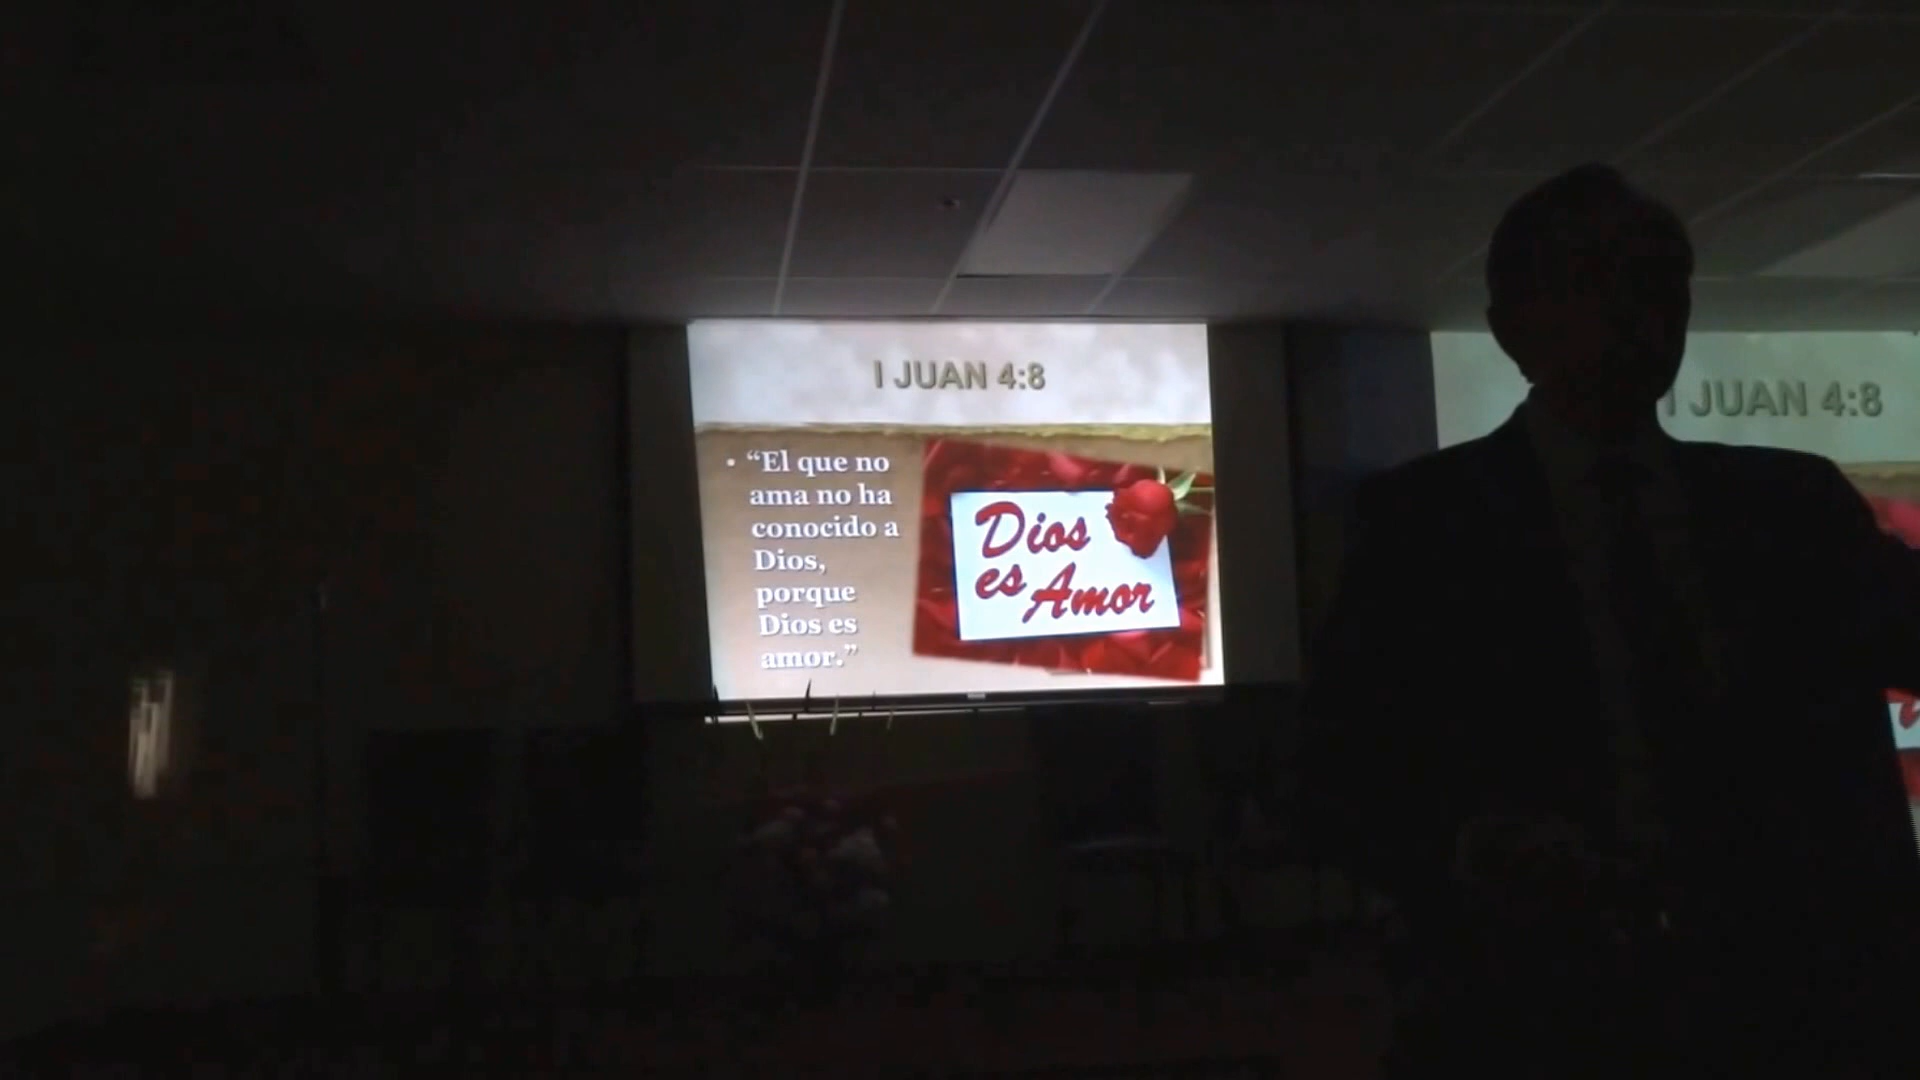 I JUAN 4:8
• “El que no
ama no ha
conocido a
Dios,
porque
Dios es
amor.”
Dios
es Amor
I JUAN 4:8